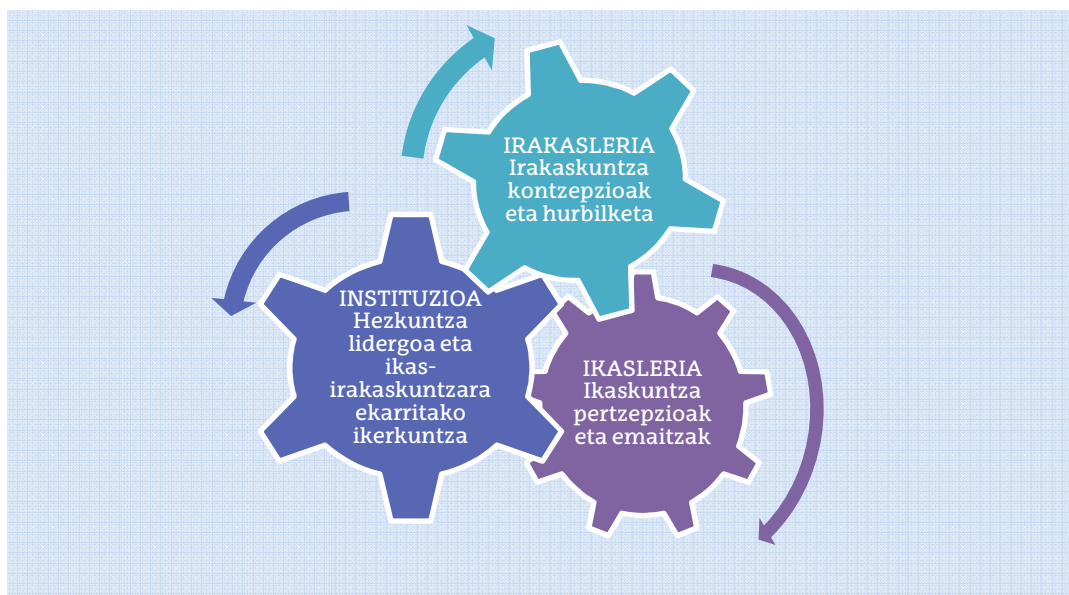 IRAKASLERIA
Irakaskuntza
kontzepzioak
eta hurbilketa
INSTITUZIOA
Hezkuntza
lidergoa eta
ikas-
irakaskuntzara
ekarritako
ikerkuntza
IKASLERIA
Ikaskuntza
pertzepzioak
eta emaitzak